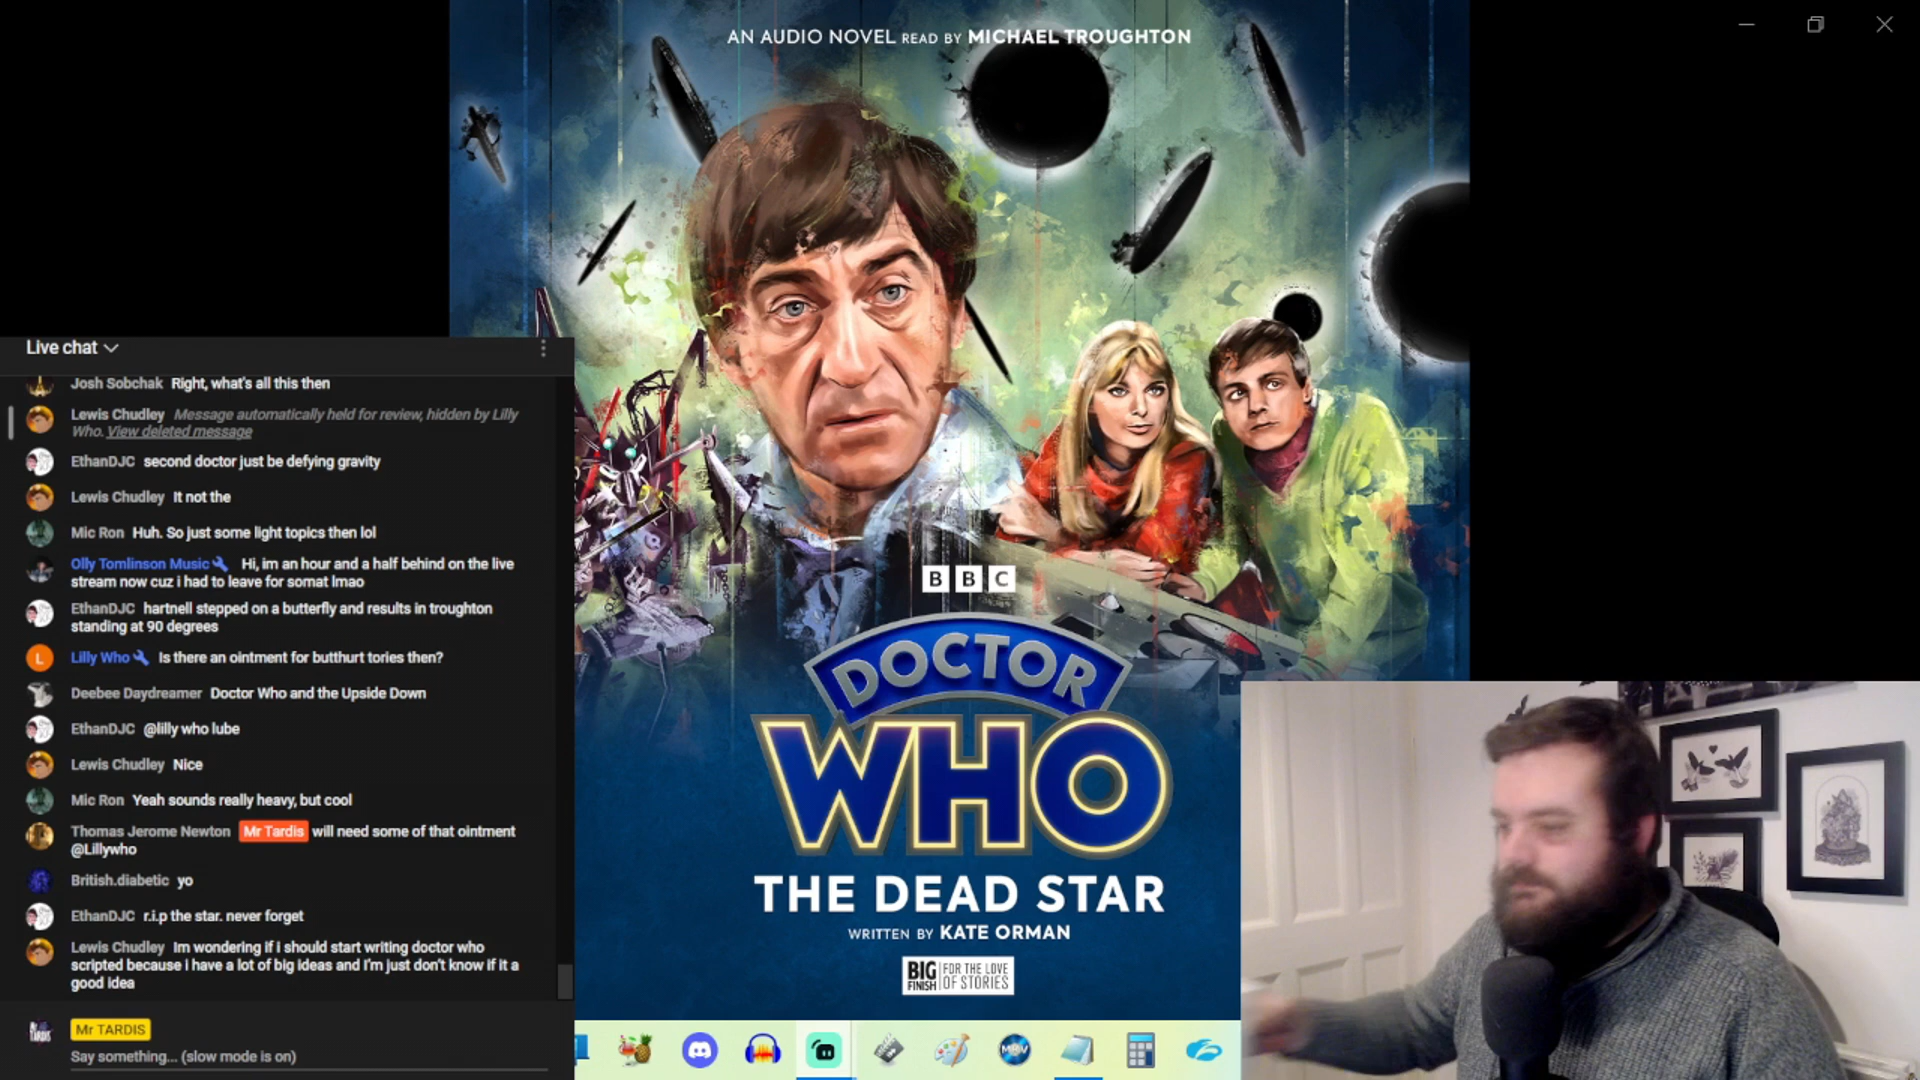 AN AUDIO NOVEL READ BY MICHAEL TROUGHTON
Live chat
Josh Sobchak Right, what's all this then
Lewis Chudley Message automatically held for review, hidden by Lilly
Who. View deleted message
EthanDJC second doctor just be defying gravity
Lewis Chudley It not the
Mic Ron Huh. So just some light topics then lol
Olly Tomlinson Music Hi, im an hour and a half behind on the live
stream now cuz i had to leave for somat lmao
EthanDJC hartnell stepped on a butterfly and results in troughton
standing at 90 degrees
L
Lilly Who Is there an ointment for butthurt tories then?
Deebee Daydreamer Doctor Who and the Upside Down
EthanDJC @lilly who lube
Lewis Chudley Nice
Mic Ron Yeah sounds really heavy, but cool
Thomas Jerome Newton Mr Tardis will need some of that ointment
@Lillywho
British.diabetic yo
EthanDJC r.i.p the star. never forget
Lewis Chudley Im wondering if i should start writing doctor who
scripted because i have a lot of big ideas and I'm just don't know if it a
good idea
Mr TARDIS
Say something... (slow mode is on)
BBC
DOCTOR
WHO
THE DEAD STAR
WRITTEN BY KATE ORMAN
BIG FINISH
FOR THE LOVE
OF STORIES